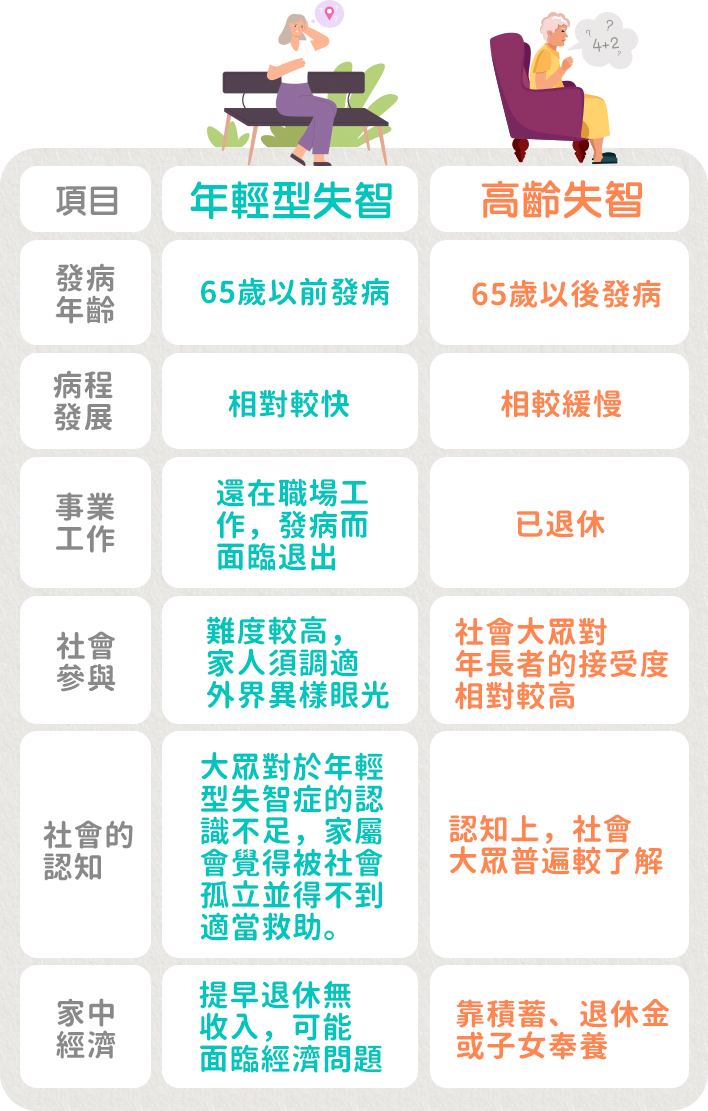 ? ?
? 4+2 ?
?
項目
年輕型失智
高齡失智
發病
年齡
65歲以前發病
65歲以後發病
病程
發展
相對較快
相較緩慢
事業
工作
還在職場工
作，發病而
面臨退出
已退休
社會
參與
難度較高，
家人須調適
外界異樣眼光
社會大眾對
年長者的接受度
相對較高
社會的
認知
大眾對於年輕
型失智症的認
識不足，家屬
會覺得被社會
孤立並得不到
適當救助。
認知上，社會
大眾普遍較了解
家中
經濟
提早退休無
收入，可能
面臨經濟問題
靠積蓄、退休金
或子女奉養